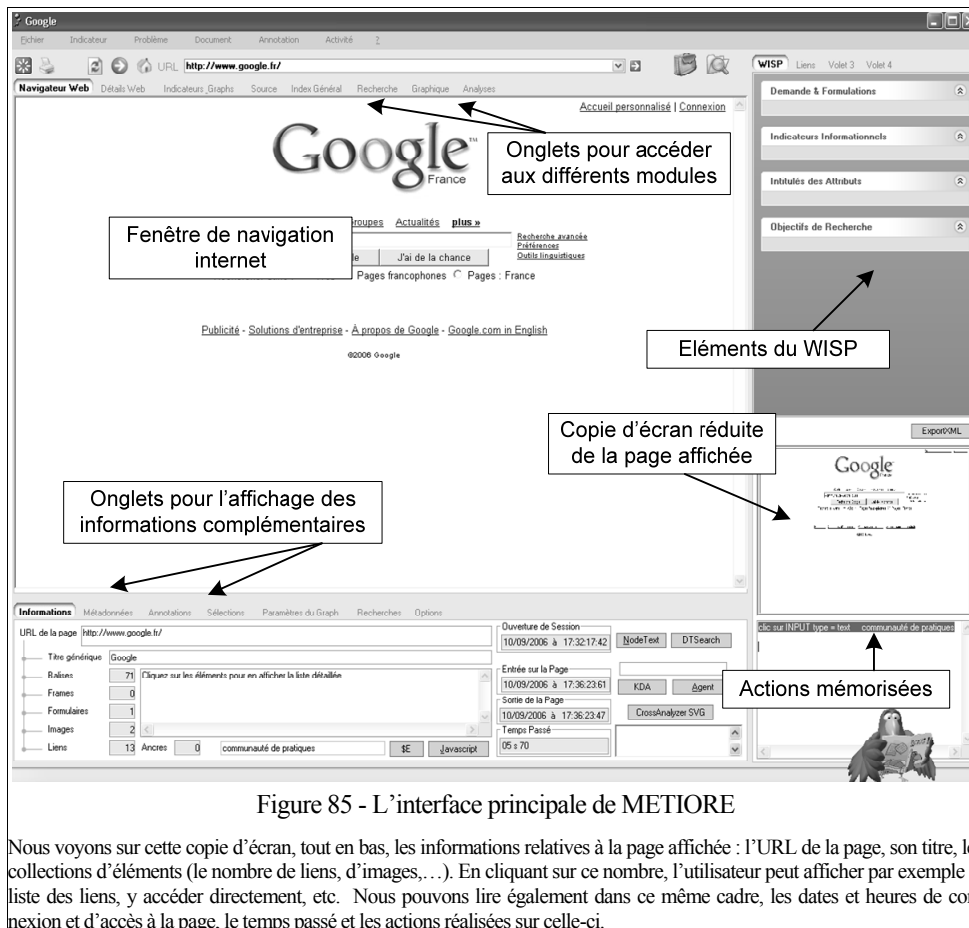 Google
Fichier Indicateur Problème Document Annotation Activité ?
URL http://www.google.fr/
Navigateur Web Détails Web Indicateurs_Graphs Source Index Général Recherche Graphique Analyses
WISP Liens Volet 3 Volet 4
Accueil personnalisé | Connexion
Google™
France
Onglets pour accéder
aux différents modules
Demande & Formulations
Indicateurs Informationnels
Intitulés des Attributs
Objectifs de Recherche
Fenêtre de navigation
internet
Actualités plus »
Recherche avancée
Préférences
Outils linguistiques
J'ai de la chance
Pages francophones Pages : France
Publicité - Solutions d'entreprise - À propos de Google - Google.com in English
©2006 Google
Eléments du WISP
Copie d’écran réduite
de la page affichée
ExportXML
Google
Onglets pour l’affichage des
informations complémentaires
Informations Métadonnées Annotations Sélections Paramètres du Graph Recherches Options
URL de la page http://www.google.fr/
Titre générique Google
Balises 71 Cliquez sur les éléments pour en afficher la liste détaillée
Frames 0
Formulaires 1
Images 2
Liens 13 Ancres 0 communauté de pratiques $E Javascript
Ouverture de Session
10/09/2006 à 17:32:17:42 NodeText DTSearch
Entrée sur la Page
10/09/2006 à 17:36:23:61 KDA Agent
Sortie de la Page
10/09/2006 à 17:36:23:47 CrossAnalyzer SVG
Temps Passé
05 s 70
clic sur INPUT type = text communauté de pratiques
Actions mémorisées
Figure 85 - L’interface principale de METIORE
Nous voyons sur cette copie d’écran, tout en bas, les informations relatives à la page affichée : l’URL de la page, son titre,
collections d’éléments (le nombre de liens, d’images,…). En cliquant sur ce nombre, l’utilisateur peut afficher par exemple
liste des liens, y accéder directement, etc. Nous pouvons lire également dans ce même cadre, les dates et heures de con
nexion et d’accès à la page, le temps passé et les actions réalisées sur celle-ci.